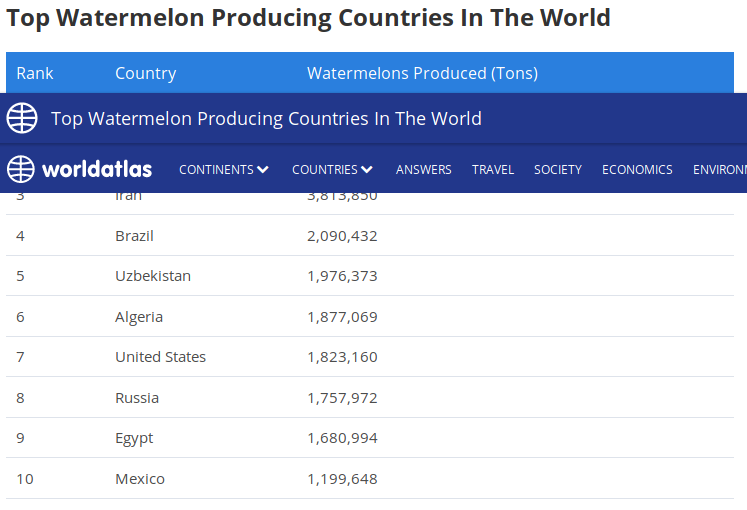 Top Watermelon Producing Countries In The World
Rank Country Watermelons Produced (Tons)
Top Watermelon Producing Countries In The World
worldatlas CONTINENTS COUNTRIES ANSWERS TRAVEL SOCIETY ECONOMICS ENVIRON
3 Iran 3,813,850
4 Brazil 2,090,432
5 Uzbekistan 1,976,373
6 Algeria 1,877,069
7 United States 1,823,160
8 Russia 1,757,972
9 Egypt 1,680,994
10 Mexico 1,199,648